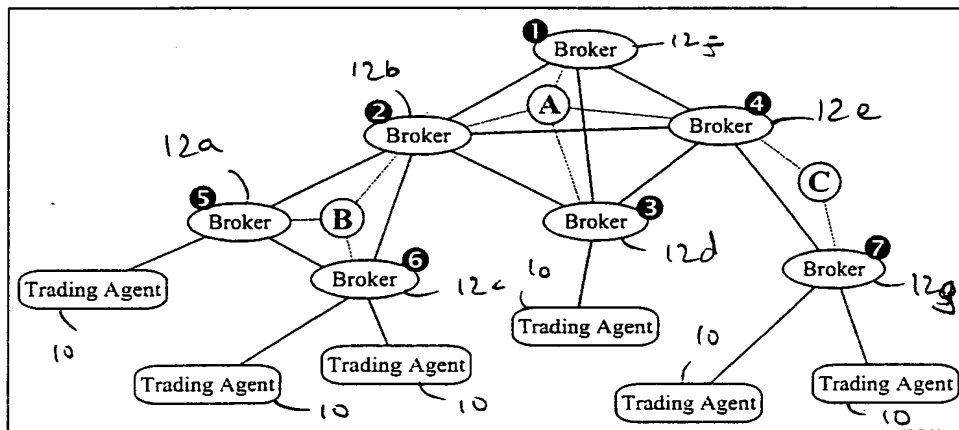 1
Broker
12f
12b
A
2
Broker
4
Broker
12e
12a
C
5
Broker
B
3
Broker
12d
6
Broker
12c
7
Broker
12g
Trading Agent
10
10
Trading Agent
Trading Agent
10
Trading Agent
10
10
Trading Agent
Trading Agent
10